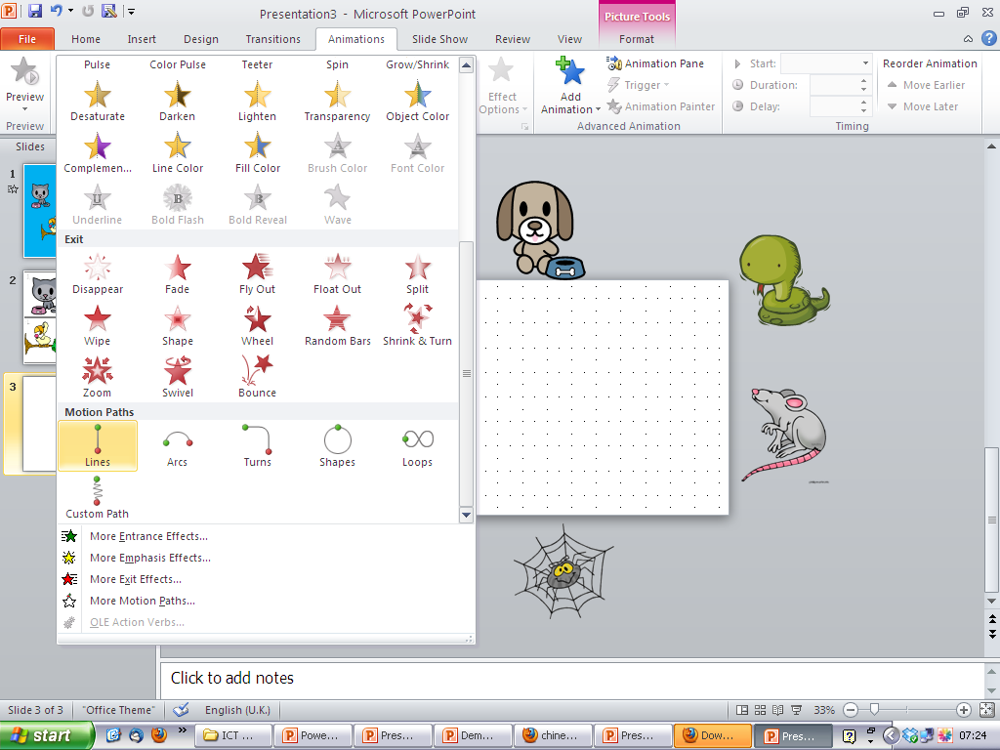 Presentation3 - Microsoft PowerPoint
Picture Tools
File Home Insert Design Transitions Animations Slide Show Review View Format
Preview
Preview
Pulse Color Pulse Teeter Spin Grow/Shrink
Desaturate Darken Lighten Transparency Object Color
Complemen... Line Color Fill Color Brush Color Font Color
Underline Bold Flash Bold Reveal Wave
Exit
Disappear Fade Fly Out Float Out Split
Wipe Shape Wheel Random Bars Shrink & Turn
Zoom Swivel Bounce
Motion Paths
Lines Arcs Turns Shapes Loops
Custom Path
More Entrance Effects...
More Emphasis Effects...
More Exit Effects...
More Motion Paths...
OLE Action Verbs...
Effect
Options
Add
Animation
Animation Pane
Trigger
Animation Painter
Advanced Animation
Start:
Duration:
Delay:
Reorder Animation
Move Earlier
Move Later
Timing
Slides
1
2
3
Click to add notes
Slide 3 of 3 "Office Theme" English (U.K.) 33%
start ICT ... Powe... Pres... Dem... chine... Pres... Dow... Pres... 07:24